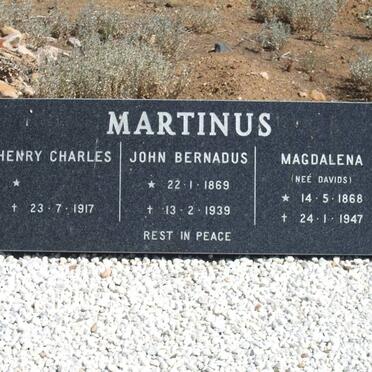 MARTINUS
HENRY CHARLES
★
† 23·7·1917
JOHN BERNADUS
★ 22·1·1869
† 13·2·1939
REST IN PEACE
MAGDALENA
(NEÉ DAVIDS)
★ 14·5·1868
† 24·1·1947